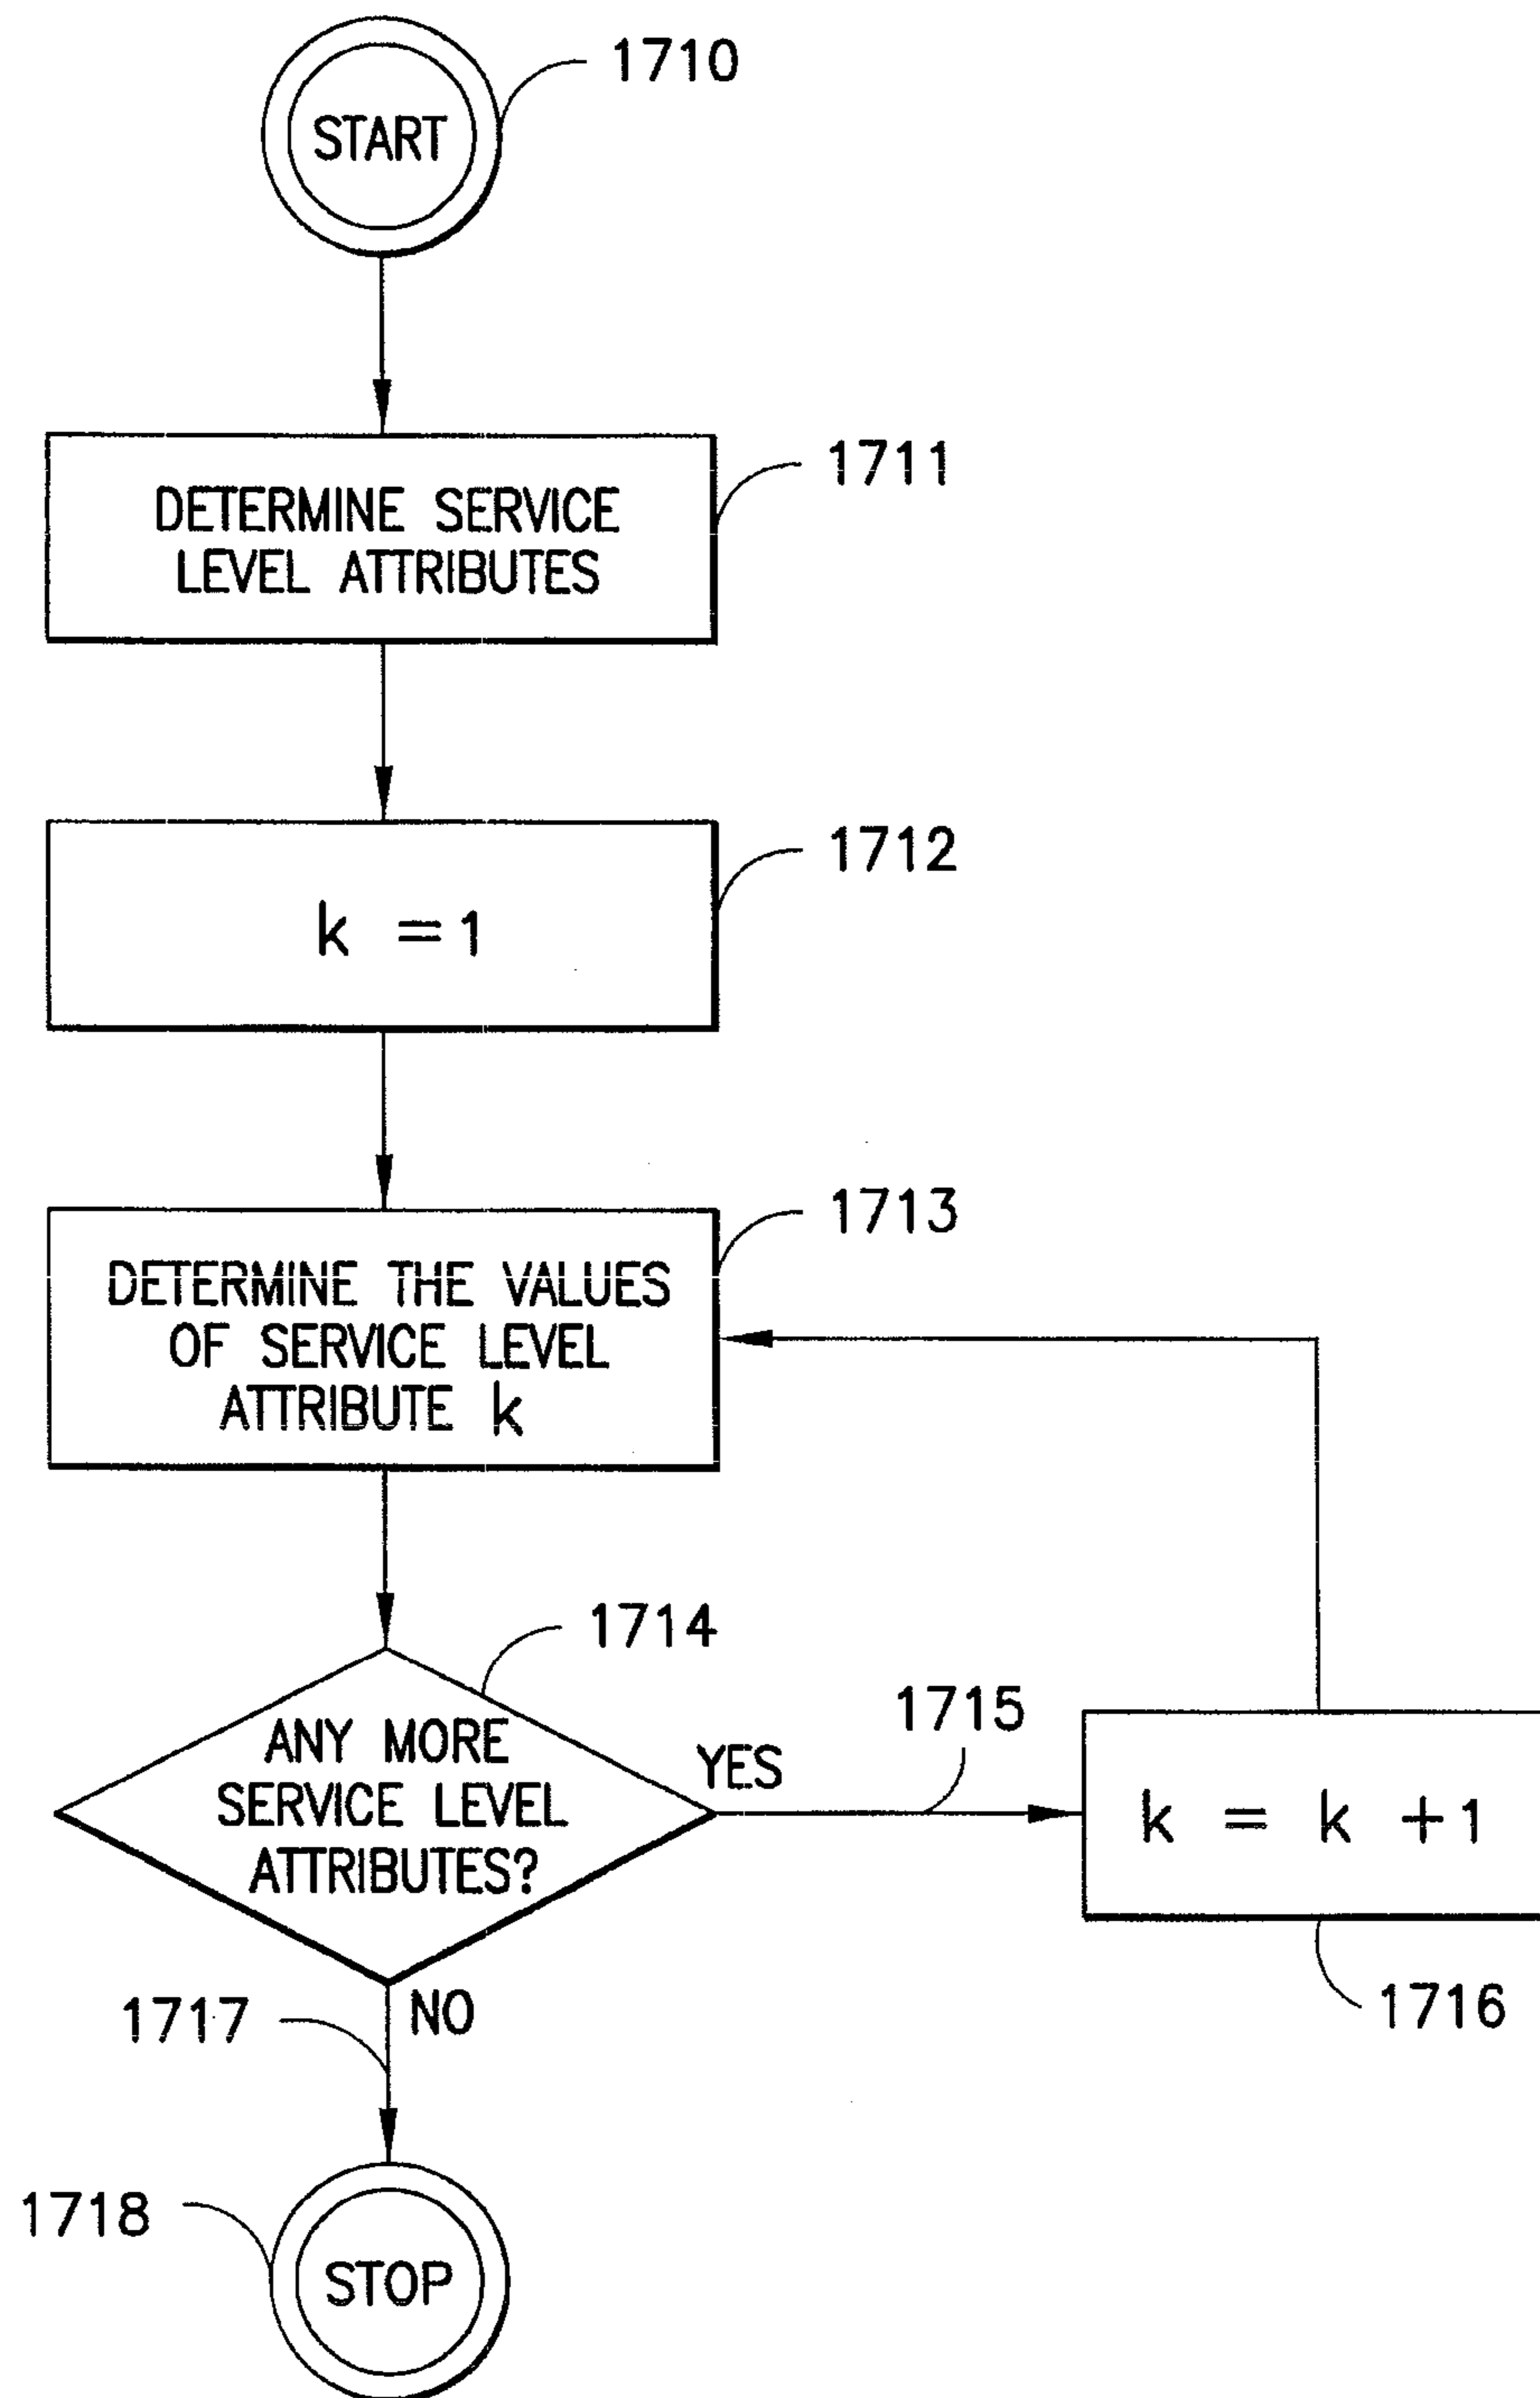 1710
START
1711
DETERMINE SERVICE
LEVEL ATTRIBUTES
1712
k = 1
1713
DETERMINE THE VALUES
OF SERVICE LEVEL
ATTRIBUTE k
1714
ANY MORE
SERVICE LEVEL
ATTRIBUTES?
YES
1715
k = k + 1
1716
NO
1717
1718
STOP